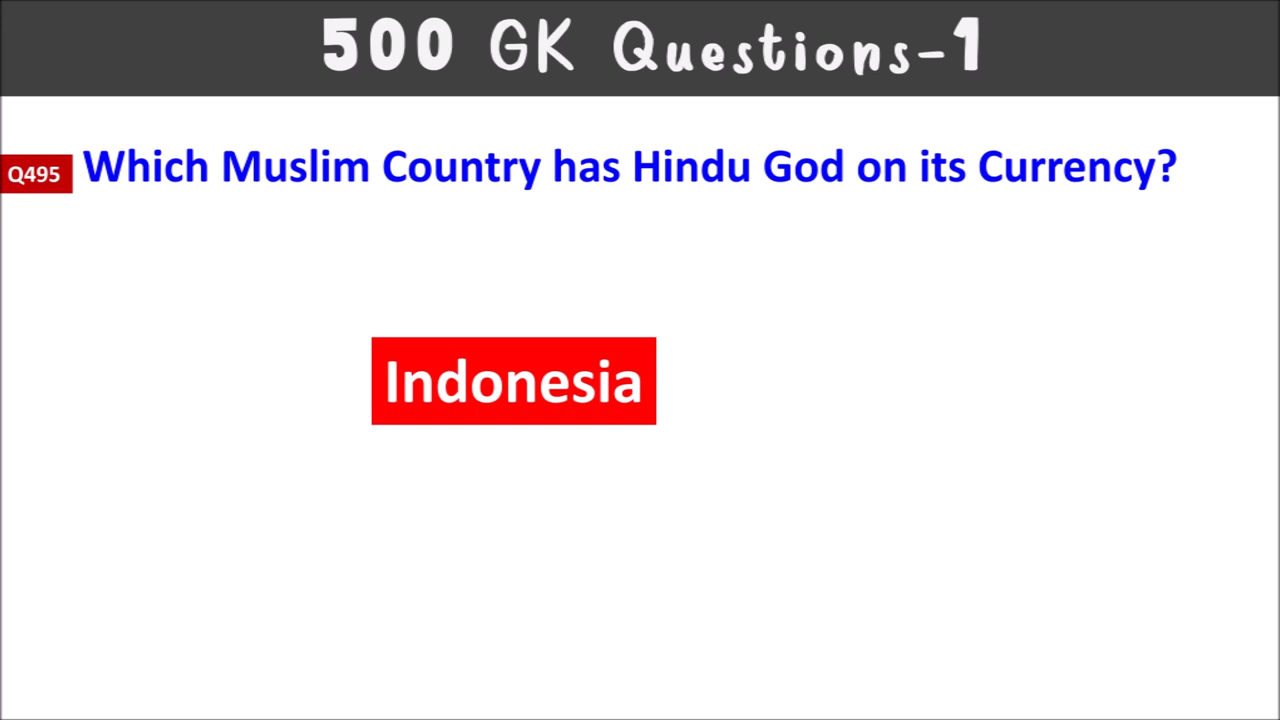 500 GK Questions-1
Q495 Which Muslim Country has Hindu God on its Currency?
Indonesia